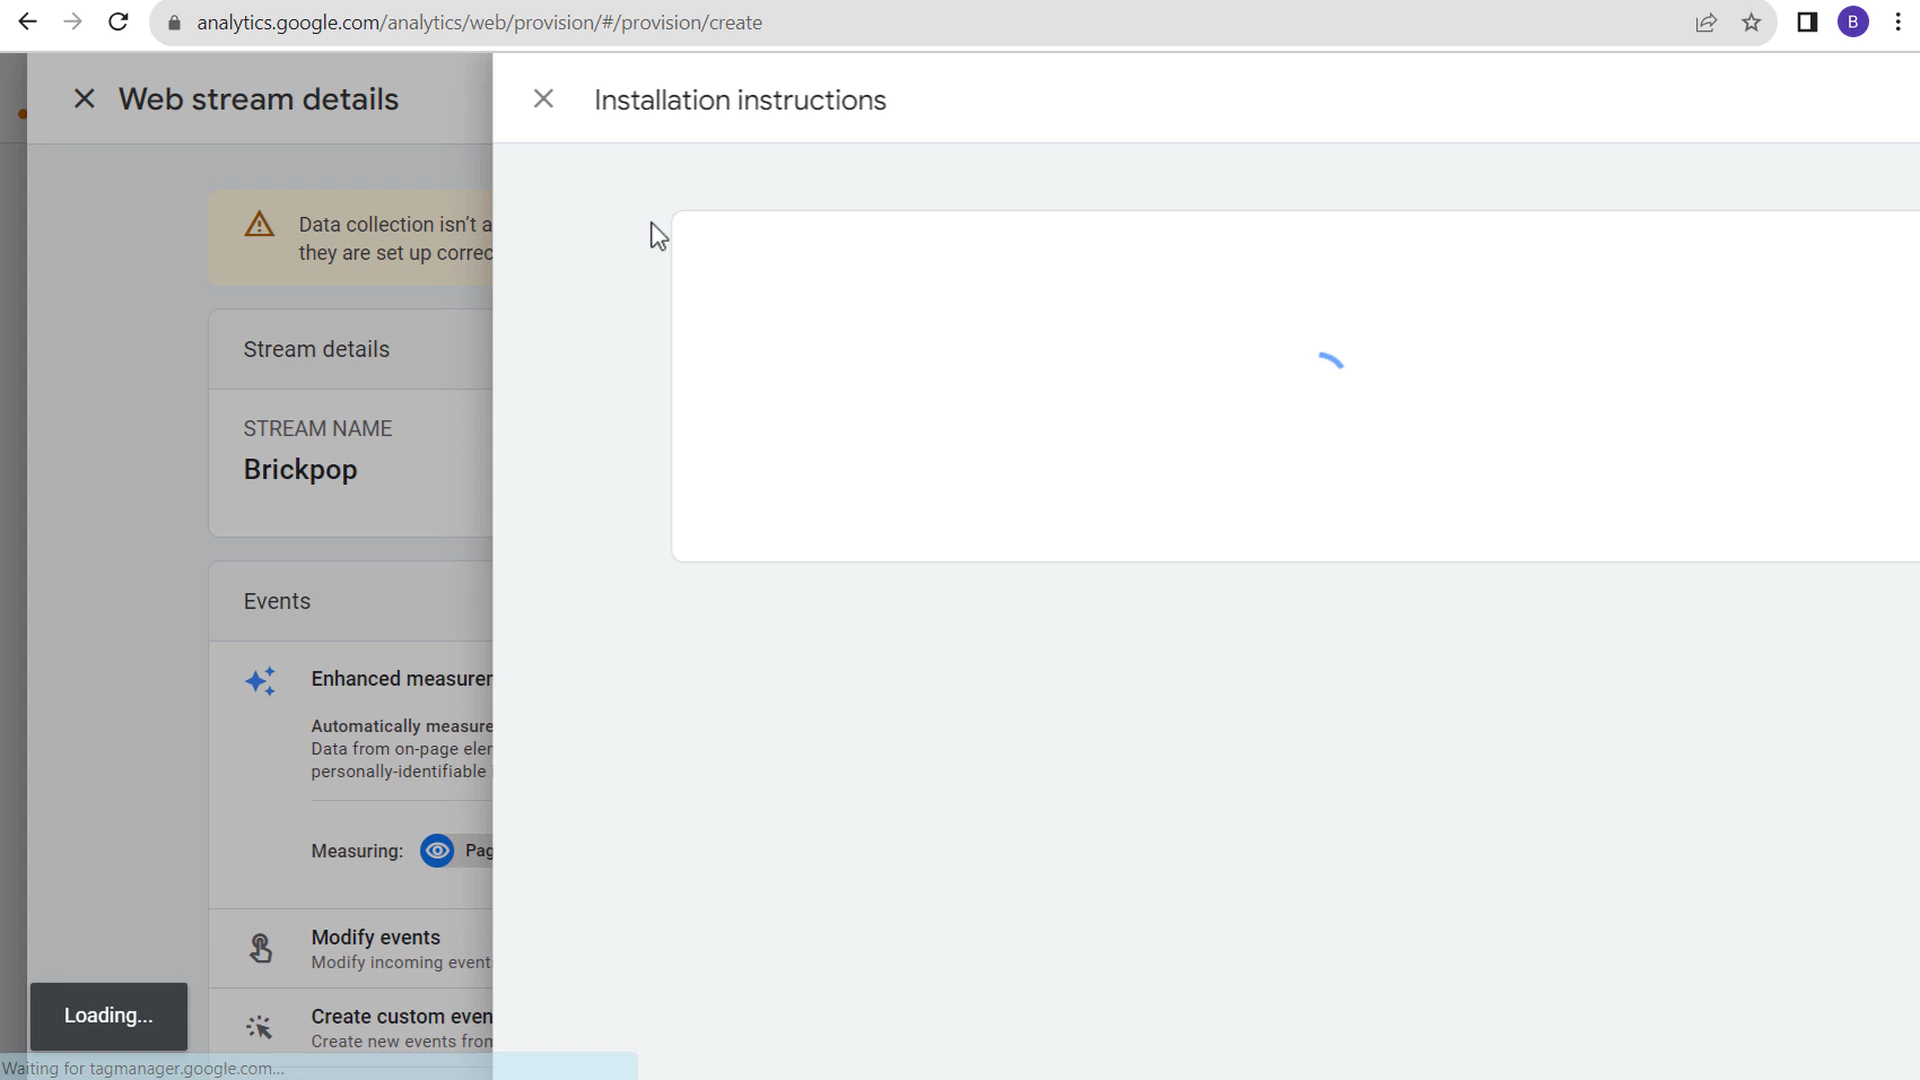 analytics.google.com/analytics/web/provision/#/provision/create
B
Web stream details
Installation instructions
Data collection isn't a
they are set up correc
Stream details
STREAM NAME
Brickpop
Events
Enhanced measurer
Automatically measure
Data from on-page eler
personally-identifiable
Measuring:
Pag
Modify events
Modify incoming event
Create custom even
Create new events from
Loading...
Waiting for tagmanager.google.com...